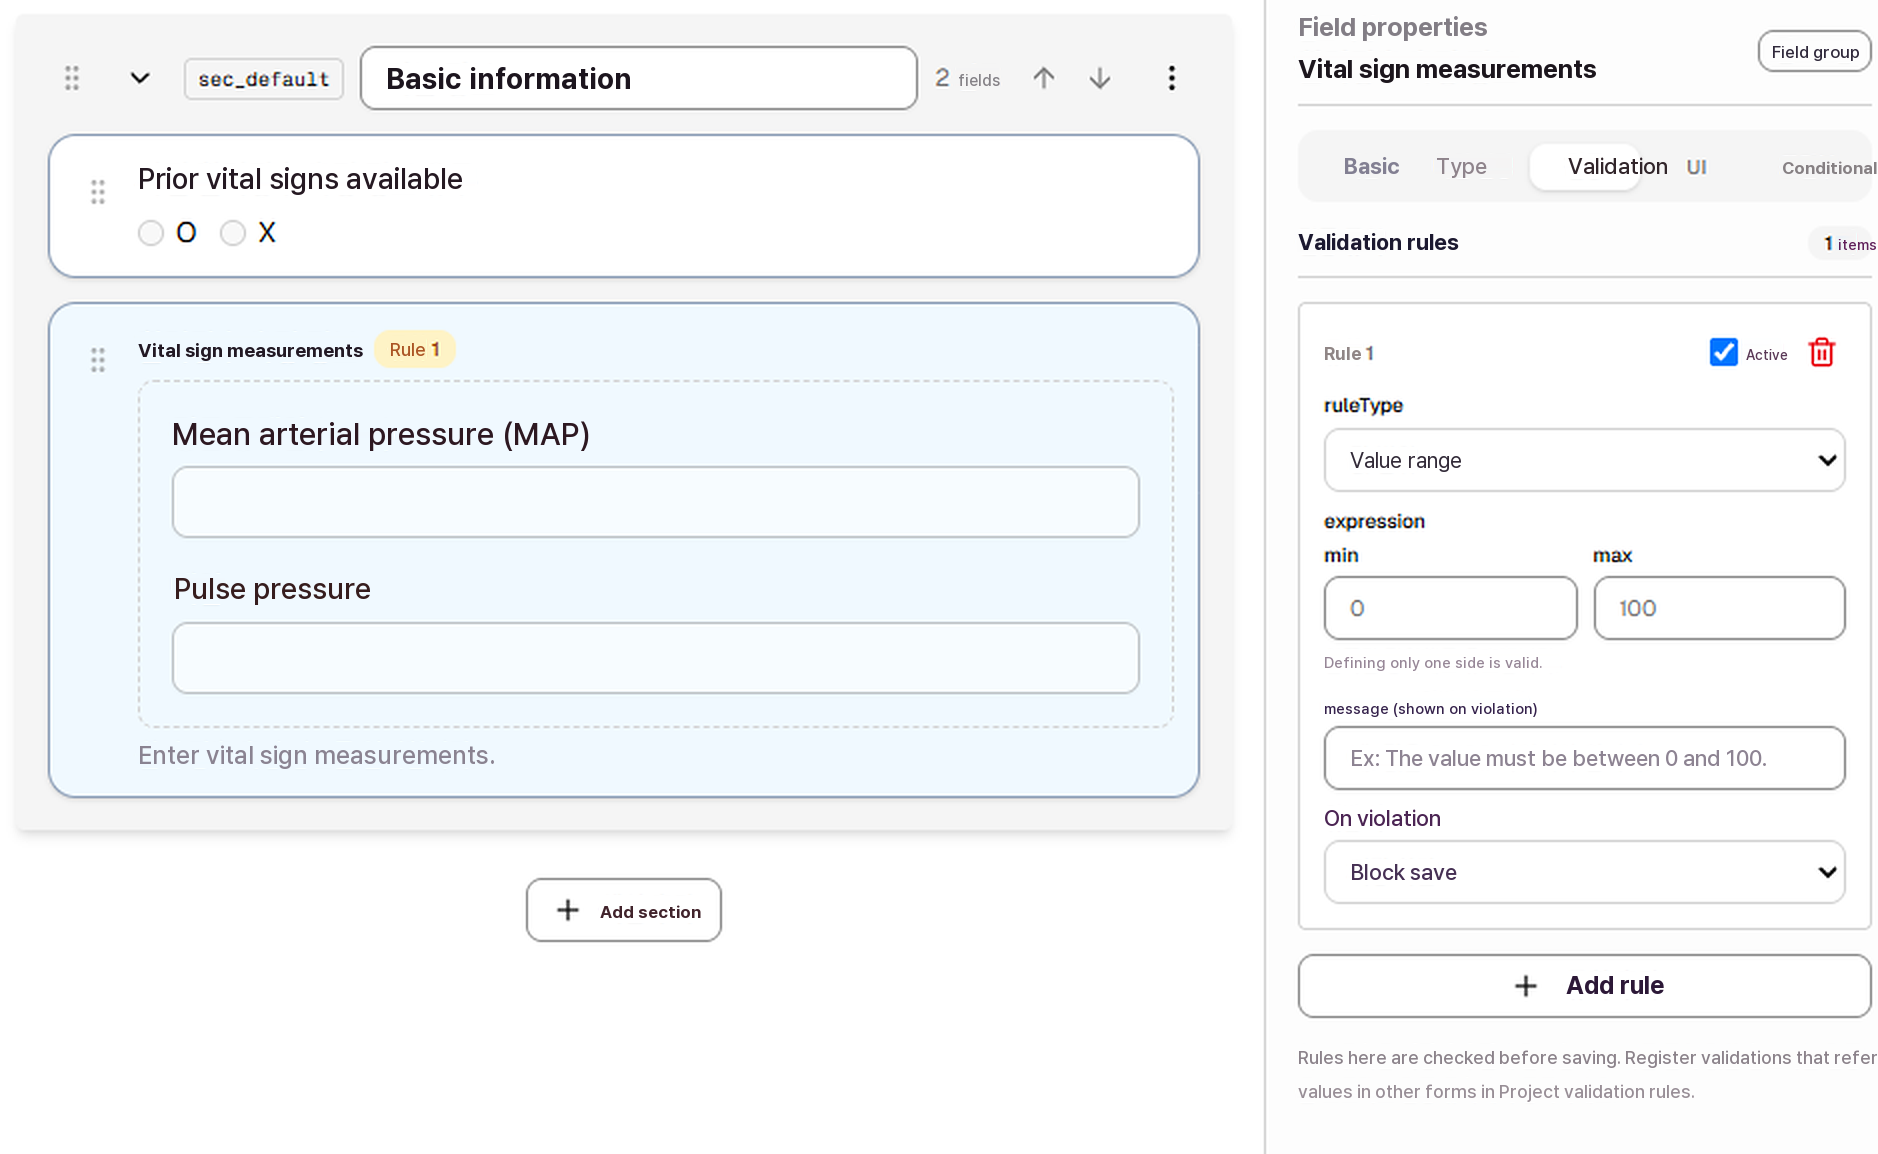 sec_default
Basic information
2 fields
Prior vital signs available
O
X
Vital sign measurements
Rule 1
Mean arterial pressure (MAP)
Pulse pressure
Enter vital sign measurements.
Add section
Field properties
Vital sign measurements
Field group
Basic
Type
Validation
UI
Conditional
Validation rules
1 items
Rule 1
Active
ruleType
Value range
expression
min
max
0
100
Defining only one side is valid.
message (shown on violation)
Ex: The value must be between 0 and 100.
On violation
Block save
Add rule
Rules here are checked before saving. Register validations that refer
values in other forms in Project validation rules.